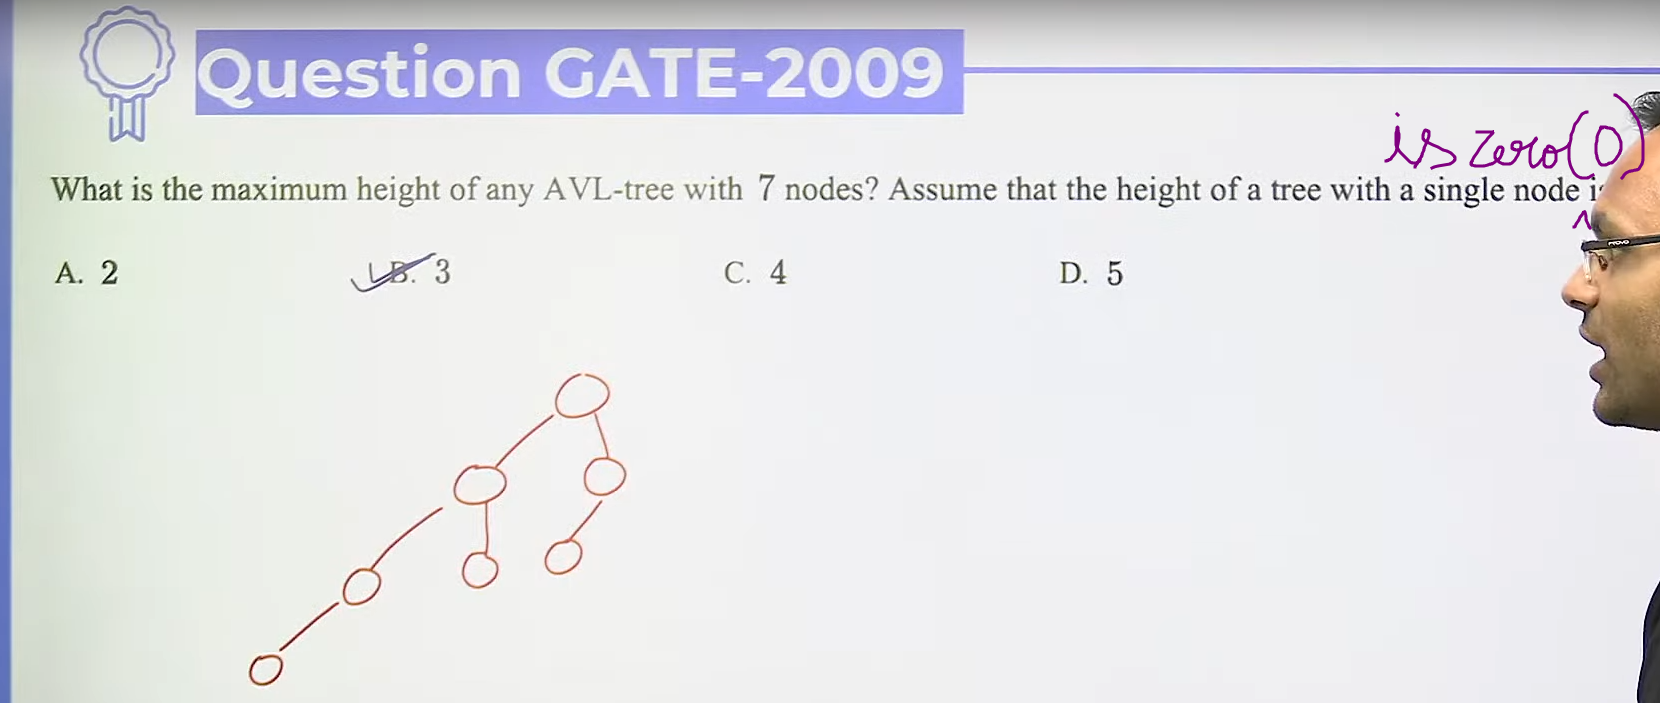 Question GATE-2009
is zero(0)
What is the maximum height of any AVL-tree with 7 nodes? Assume that the height of a tree with a single node
A. 2 B. 3 C. 4 D. 5
PROVO